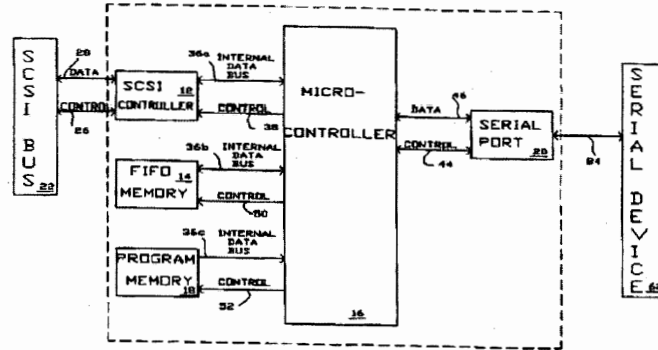 SCSI BUS 22
28
DATA
CONTROL
26
SCSI 12
CONTROLLER
36a INTERNAL
DATA
BUS
CONTROL
38
FIFO 14
MEMORY
36b INTERNAL
DATA
BUS
CONTROL
50
PROGRAM
MEMORY 18
36c INTERNAL
DATA
BUS
CONTROL
52
MICRO-
CONTROLLER
16
DATA 46
CONTROL
44
SERIAL
PORT 20
SERIAL DEVICE